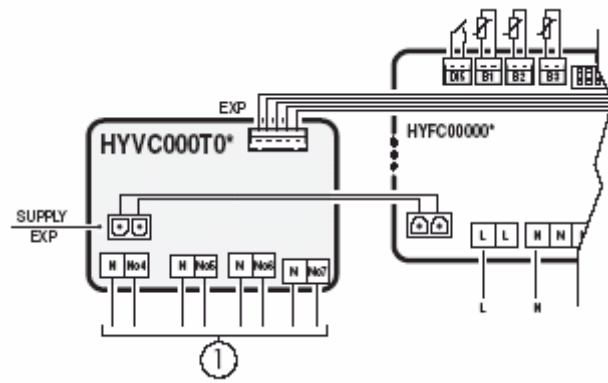 DI5 B1 B2 B3
EXP
HYFC00000*
HYVC000T0*
SUPPLY
EXP
L L N N
N No4 N No5 N No6 N No7
L N
1